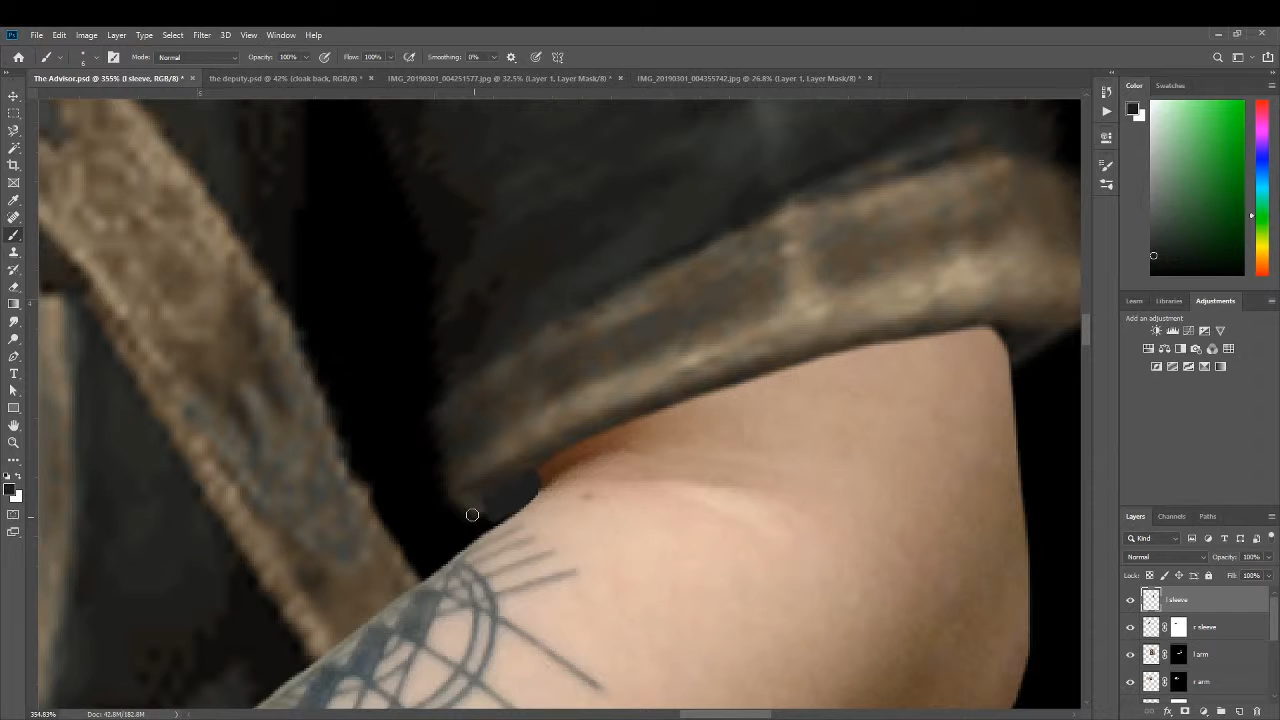 File Edit Image Layer Type Select Filter 3D View Window Help
Mode: Normal Opacity: 100% Flow: 100% Smoothing: 0%
The Advisor.psd @ 355% (l sleeve, RGB/8) * × the deputy.psd @ 42% (cloak back, RGB/8) * × IMG_20190301_004251577.jpg @ 32.5% (Layer 1, Layer Mask/8) * × IMG_20190301_004355742.jpg @ 26.8% (Layer 1, Layer Mask/8) * ×
Color Swatches
Learn Libraries Adjustments
Add an adjustment
Layers Channels Paths
Kind
Normal Opacity: 100%
Lock: Fill: 100%
l sleeve
r sleeve
l arm
r arm
354.83% Doc: 42.8M/182.8M